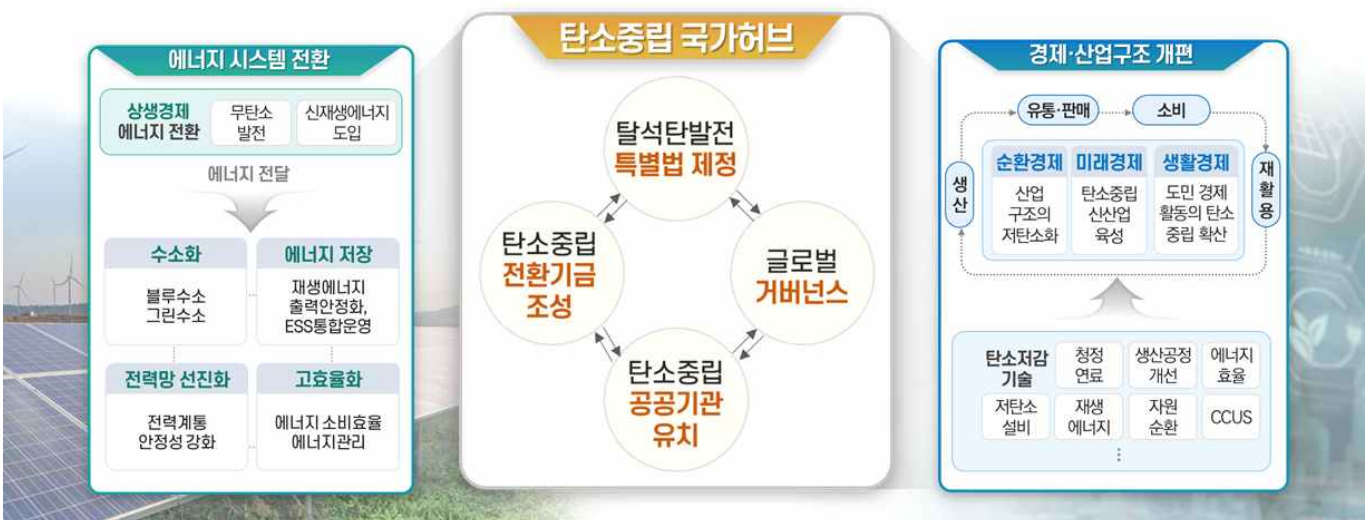 에너지 시스템 전환
상생경제
에너지 전환
무탄소
발전
신재생에너지
도입
에너지 전달
수소화
블루수소
그린수소
에너지 저장
재생에너지
출력안정화,
ESS통합운영
전력망 선진화
전력계통
안정성 강화
고효율화
에너지 소비효율
에너지관리
탄소중립 국가허브
탈석탄발전
특별법 제정
탄소중립
전환기금
조성
글로벌
거버넌스
탄소중립
공공기관
유치
경제·산업구조 개편
유통·판매
소비
생
산
순환경제
산업
구조의
저탄소화
미래경제
탄소중립
신산업
육성
생활경제
도민 경제
활동의 탄소
중립 확산
재
활
용
탄소저감
기술
청정
연료
생산공정
개선
에너지
효율
저탄소
설비
재생
에너지
자원
순환
CCUS
⋮